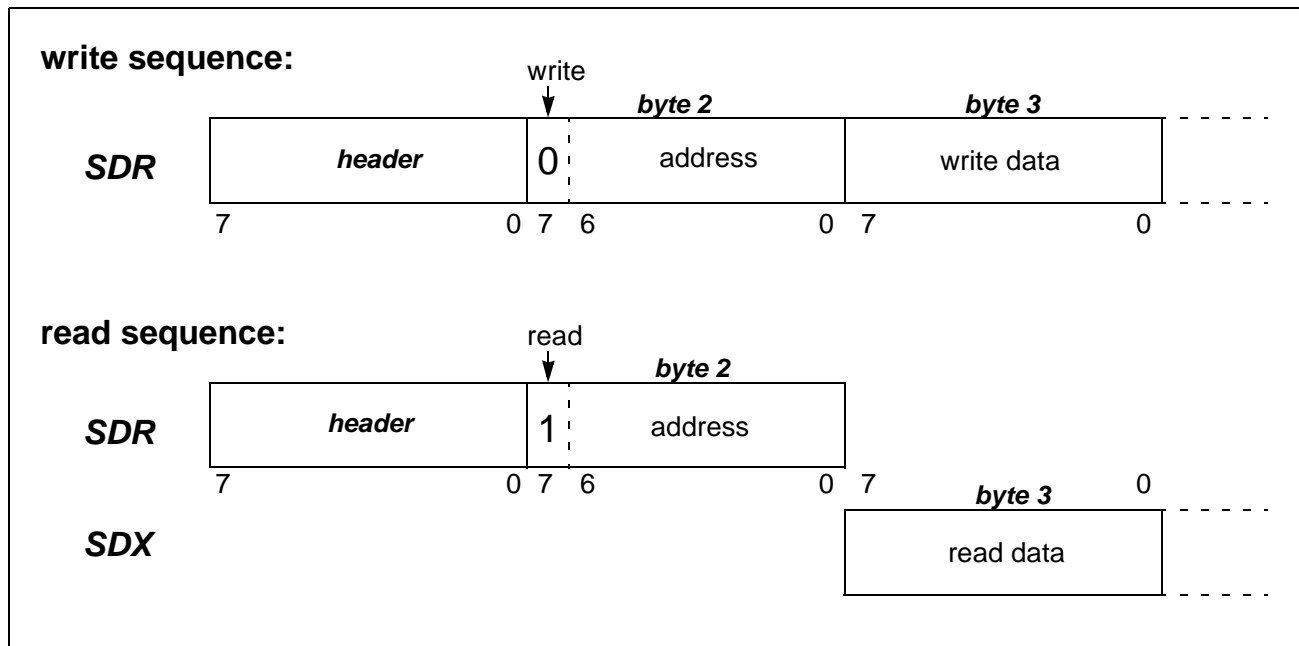 write sequence:
write
byte 2 byte 3
SDR header 0 address write data
7 0 7 6 0 7 0
read sequence:
read
byte 2
SDR header 1 address
7 0 7 6 0 7 0
byte 3
SDX read data